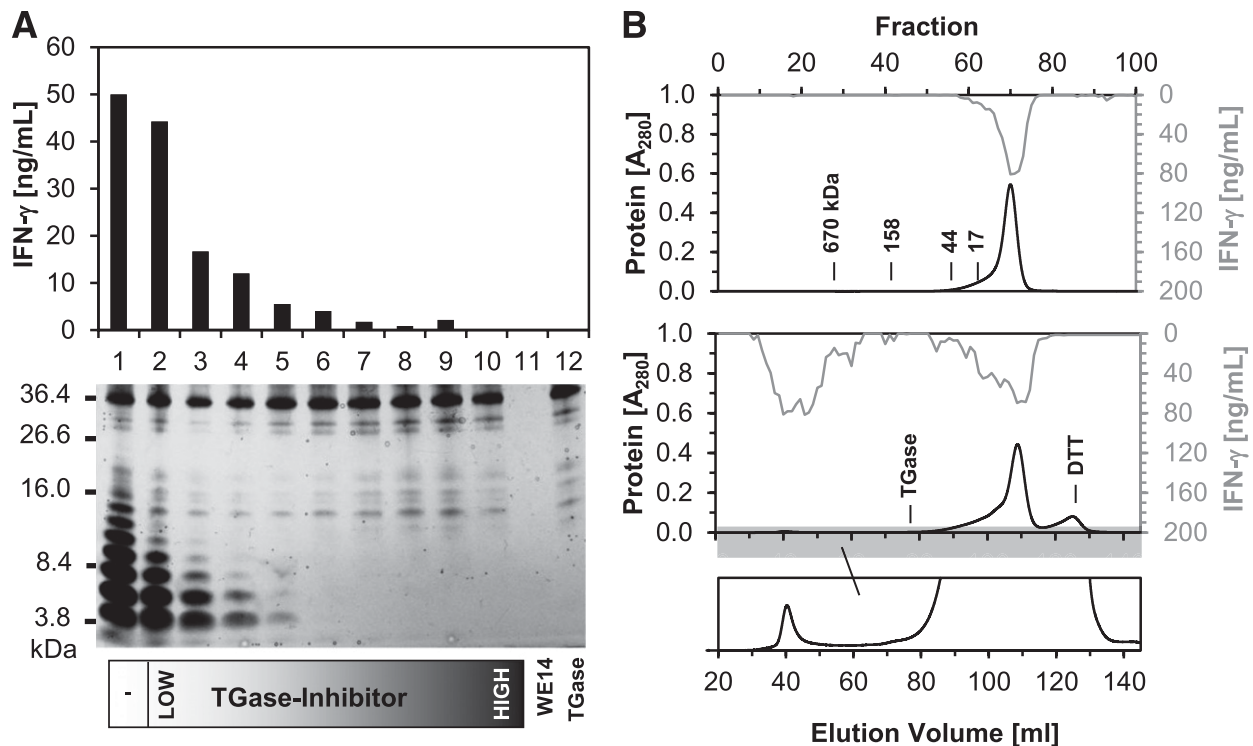 A
IFN-γ [ng/mL]
60
50
40
30
20
10
0
1 2 3 4 5 6 7 8 9 10 11 12
36.4
26.6
16.0
8.4
3.8
kDa
- LOW TGase-Inhibitor HIGH WE14 TGase
B
Fraction
0 20 40 60 80 100
Protein [A280]
1.0
0.8
0.6
0.4
0.2
0.0
670 kDa
158
44
17
0
40
80
120
160
200
IFN-γ [ng/mL]
Protein [A280]
1.0
0.8
0.6
0.4
0.2
0.0
TGase
DTT
0
40
80
120
160
200
IFN-γ [ng/mL]
20 40 60 80 100 120 140
Elution Volume [ml]